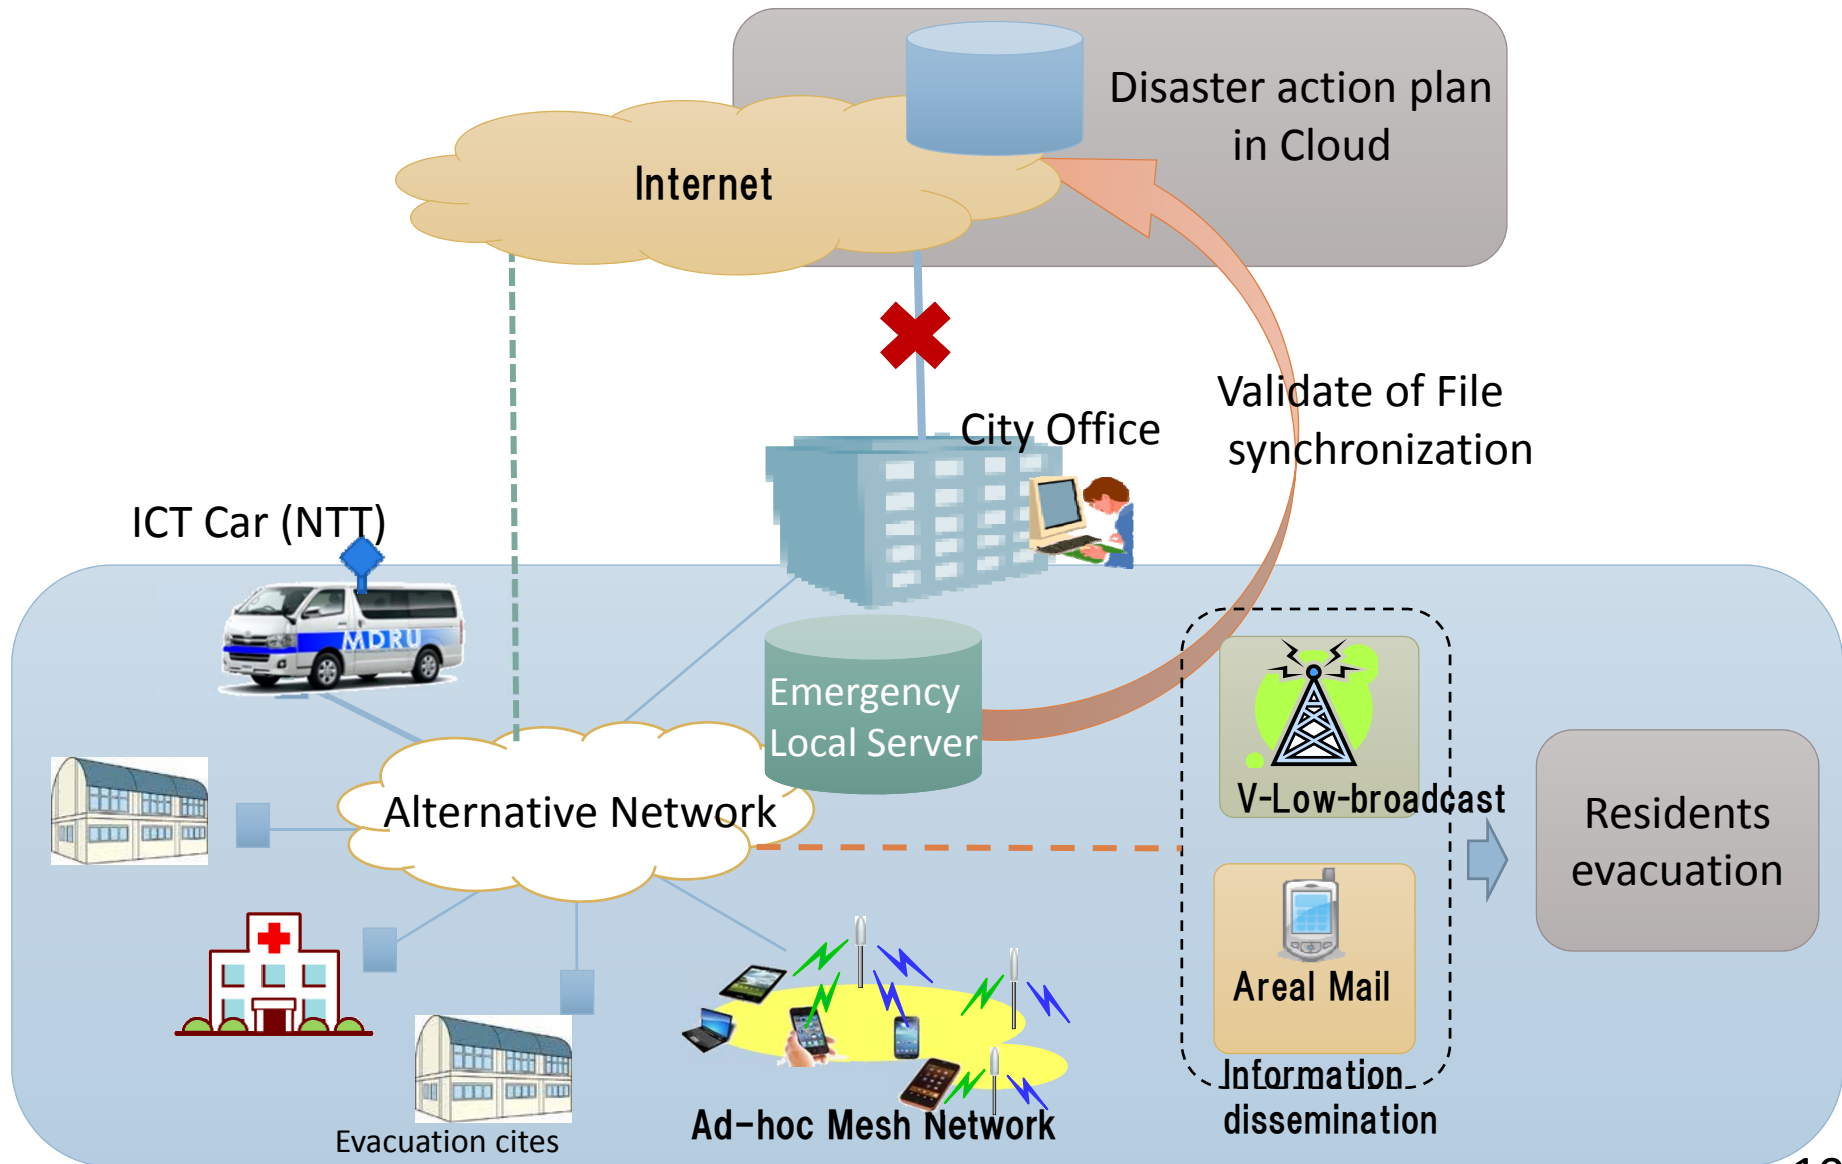 Disaster action plan
in Cloud
Internet
Validate of File
synchronization
City Office
ICT Car (NTT)
MDRU
Emergency
Local Server
Alternative Network
V-Low-broadcast
Residents
evacuation
Areal Mail
Information
dissemination
Ad-hoc Mesh Network
Evacuation cites